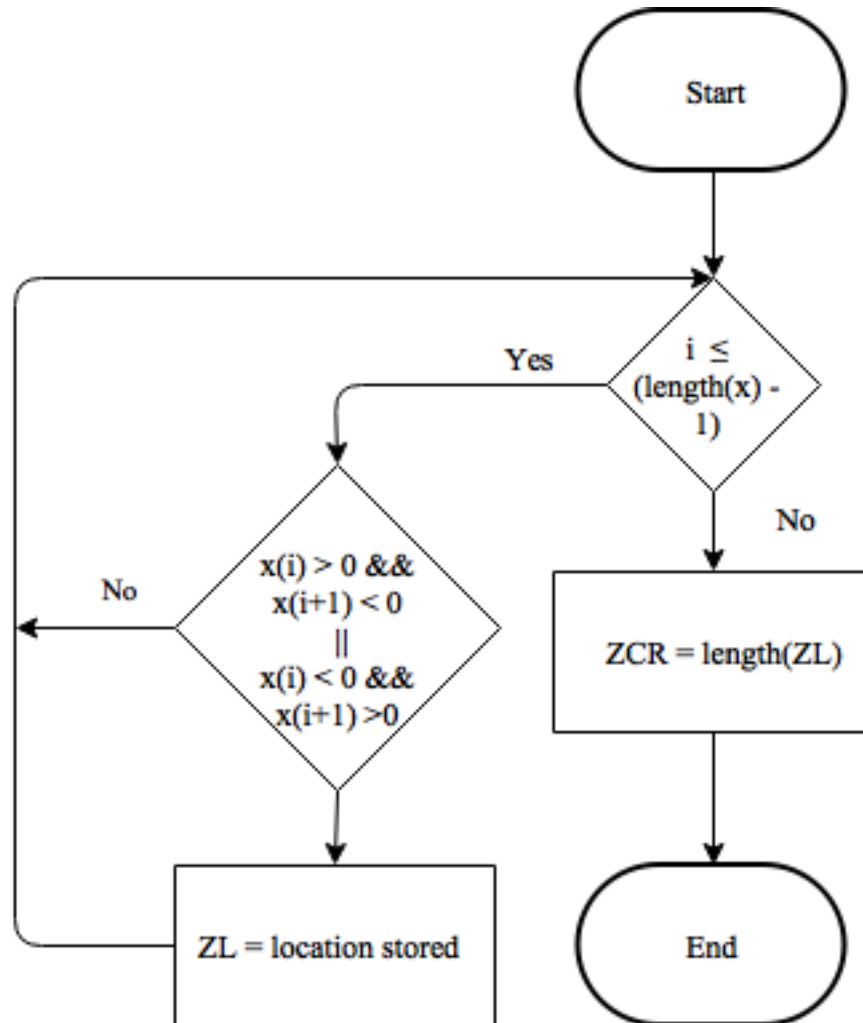 Start
i ≤
(length(x) -
1)
Yes
No
x(i) > 0 &&
x(i+1) < 0
||
x(i) < 0 &&
x(i+1) >0
No
ZCR = length(ZL)
ZL = location stored
End